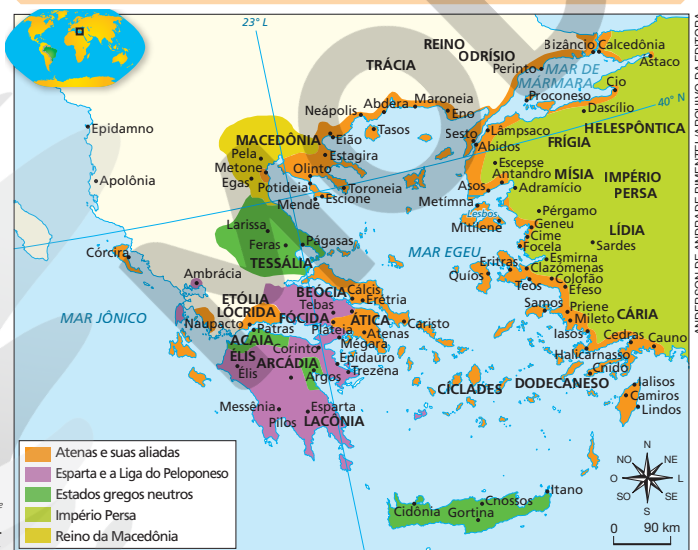 23° L
REINO
ODRÍSIO
TRÁCIA
Bizâncio
Calcedônia
Perinto
MAR DE
MÁRMARA
Astaco
Cio
Proconeso
40° N
Dascílio
Maroneia
Abdera
Eno
Neápolis
Tasos
Eião
Sesto
Lâmpsaco
Abidos
HELESPÔNTICA
FRÍGIA
Epidamno
MACEDÔNIA
Pela
Metone
Egas
Estagira
Olinto
Potideia
Toroneia
Mende
Escione
Escepse
Antandro
MÍSIA
IMPÉRIO
PERSA
Asos
Adramício
Apolônia
Metímna
Lesbos
Mitilene
Pérgamo
Larissa
Feras
Págasas
TESSÁLIA
Geneu
Cime
Focela
LÍDIA
Sardes
MAR EGEU
Córcira
Ambrácia
Esmirna
Eritras
Clazômenas
Quios
Teos
Colofão
Éfeso
BEÓCIA
Cálcis
Erétria
ETÓLIA
LÓCRIDA
Tebas
FÓCIDA
MAR JÔNICO
Naupacto
Patras
Plateia
ÁTICA
Caristo
Atenas
Mégara
Samos
Priene
Mileto
CÁRIA
ACAIA
ÉLIS
Corinto
Élis
ARCÁDIA
Epidauro
Argos
Trezena
Iasos
Cedras
Cauno
Halicarnasso
Cnido
CÍCLADES
DODECANESO
Ialisos
Camiros
Lindos
Messênia
Esparta
Pilos
LACÔNIA
Cidônia
Cnossos
Gortina
Itano
Atenas e suas aliadas
Esparta e a Liga do Peloponeso
Estados gregos neutros
Império Persa
Reino da Macedônia
N
NO
NE
O
L
SO
SE
S
0
90 km